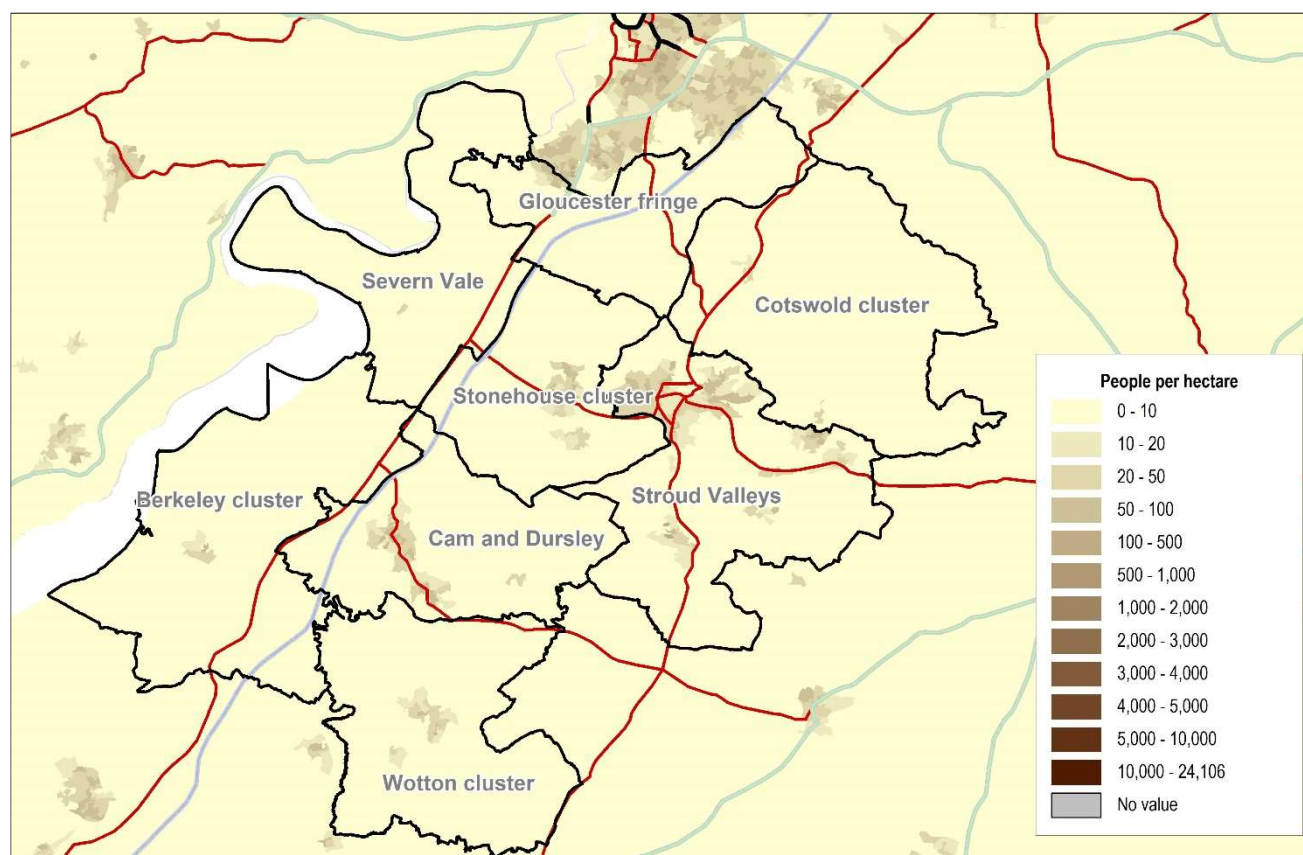 Gloucester fringe
Severn Vale
Cotswold cluster
Stonehouse cluster
Berkeley cluster
Stroud Valleys
Cam and Dursley
Wotton cluster
People per hectare
0 - 10
10 - 20
20 - 50
50 - 100
100 - 500
500 - 1,000
1,000 - 2,000
2,000 - 3,000
3,000 - 4,000
4,000 - 5,000
5,000 - 10,000
10,000 - 24,106
No value